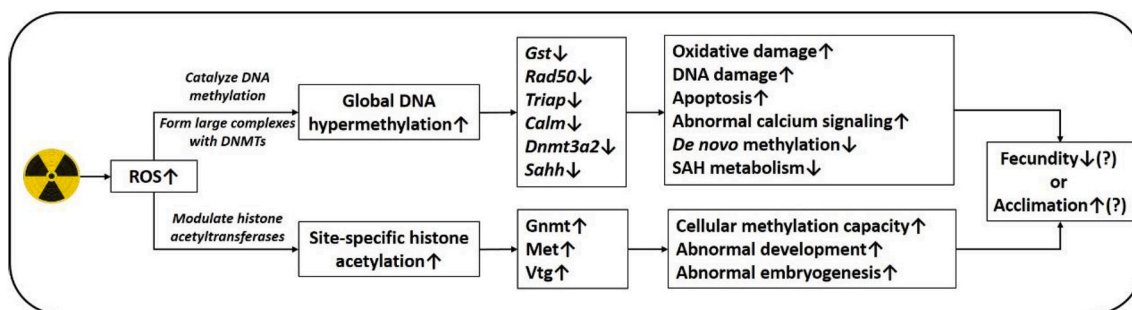 Catalyze DNA
methylation
Form large complexes
with DNMTs
ROS↑
Modulate histone
acetyltransferases
Global DNA
hypermethylation↑
Site-specific histone
acetylation↑
Gst↓
Rad50↓
Triap↓
Calm↓
Dnmt3a2↓
Sahh↓
Gnmt↑
Met↑
Vtg↑
Oxidative damage↑
DNA damage↑
Apoptosis↑
Abnormal calcium signaling↑
De novo methylation↓
SAH metabolism↓
Cellular methylation capacity↑
Abnormal development↑
Abnormal embryogenesis↑
Fecundity↓(?)
or
Acclimation↑(?)